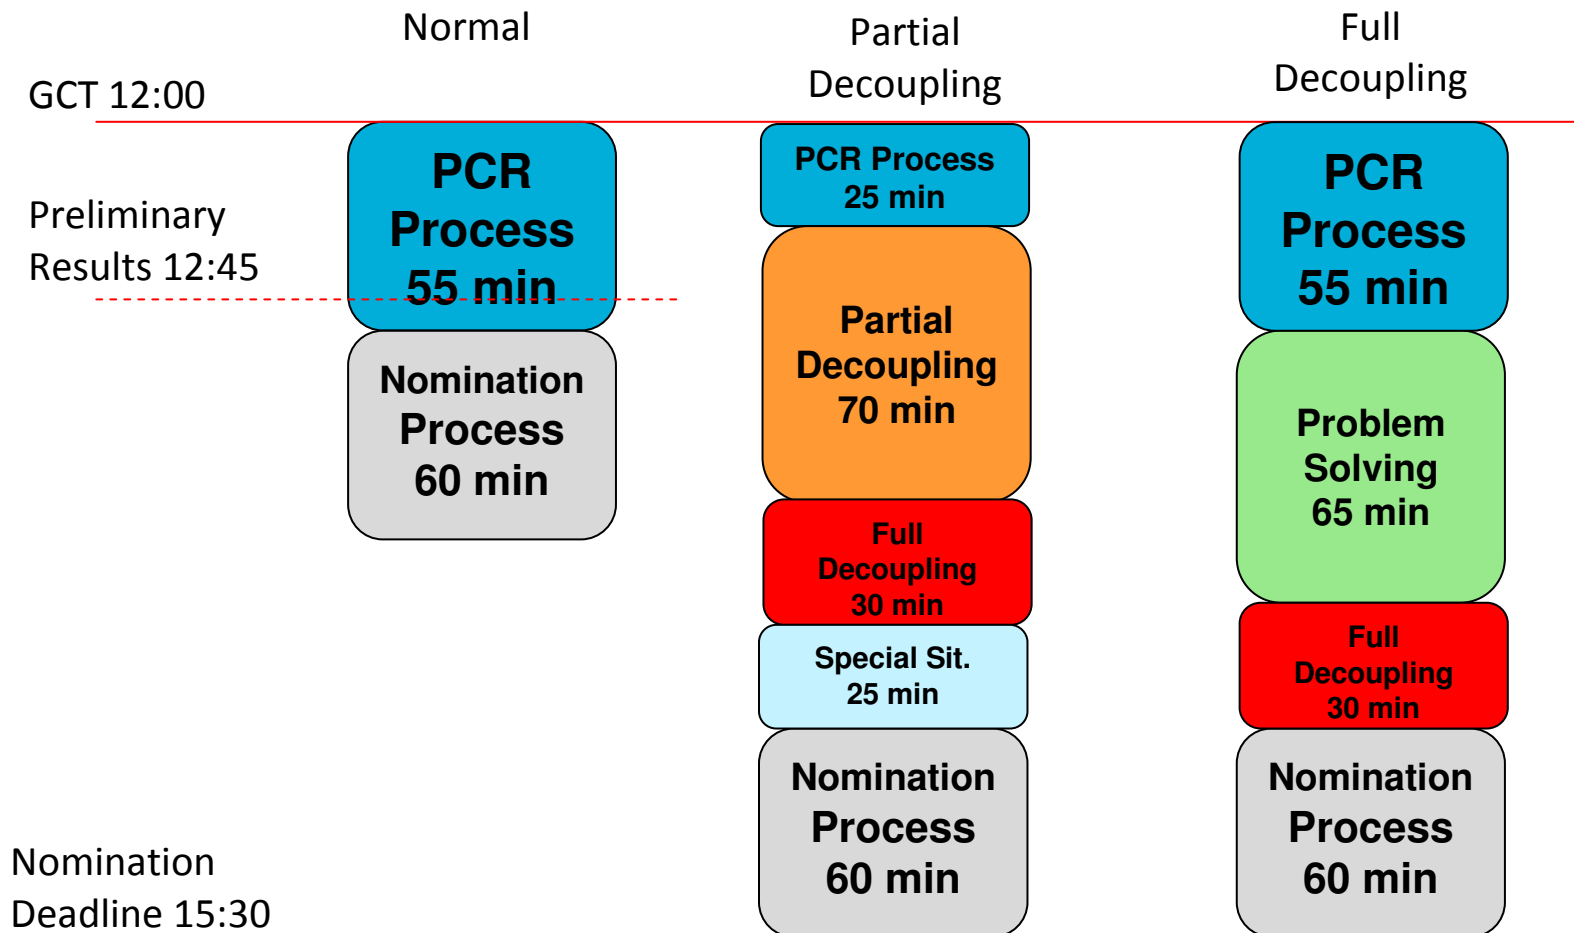 Normal
Partial
Decoupling
Full
Decoupling
GCT 12:00
Preliminary
Results 12:45
PCR
Process
55 min
Nomination
Process
60 min
PCR Process
25 min
Partial
Decoupling
70 min
Full
Decoupling
30 min
Special Sit.
25 min
Nomination
Process
60 min
PCR
Process
55 min
Problem
Solving
65 min
Full
Decoupling
30 min
Nomination
Process
60 min
Nomination
Deadline 15:30